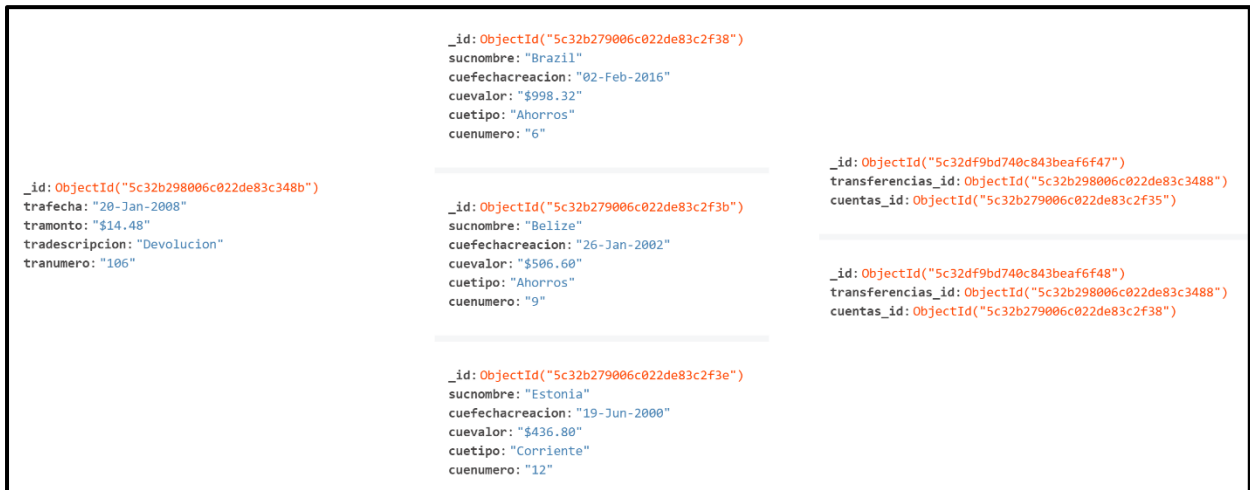 _id: ObjectId("5c32b298006c022de83c348b")
trafecha: "20-Jan-2008"
tramonto: "$14.48"
tradescripcion: "Devolucion"
tranumero: "106"
_id: ObjectId("5c32b279006c022de83c2f38")
sucnombre: "Brazil"
cuefechacreacion: "02-Feb-2016"
cuevalor: "$998.32"
cuetipo: "Ahorros"
cuenumero: "6"
_id: ObjectId("5c32b279006c022de83c2f3b")
sucnombre: "Belize"
cuefechacreacion: "26-Jan-2002"
cuevalor: "$506.60"
cuetipo: "Ahorros"
cuenumero: "9"
_id: ObjectId("5c32b279006c022de83c2f3e")
sucnombre: "Estonia"
cuefechacreacion: "19-Jun-2000"
cuevalor: "$436.80"
cuetipo: "Corriente"
cuenumero: "12"
_id: ObjectId("5c32df9bd740c843beaf6f47")
transferencias_id: ObjectId("5c32b298006c022de83c3488")
cuentas_id: ObjectId("5c32b279006c022de83c2f35")
_id: ObjectId("5c32df9bd740c843beaf6f48")
transferencias_id: ObjectId("5c32b298006c022de83c3488")
cuentas_id: ObjectId("5c32b279006c022de83c2f38")